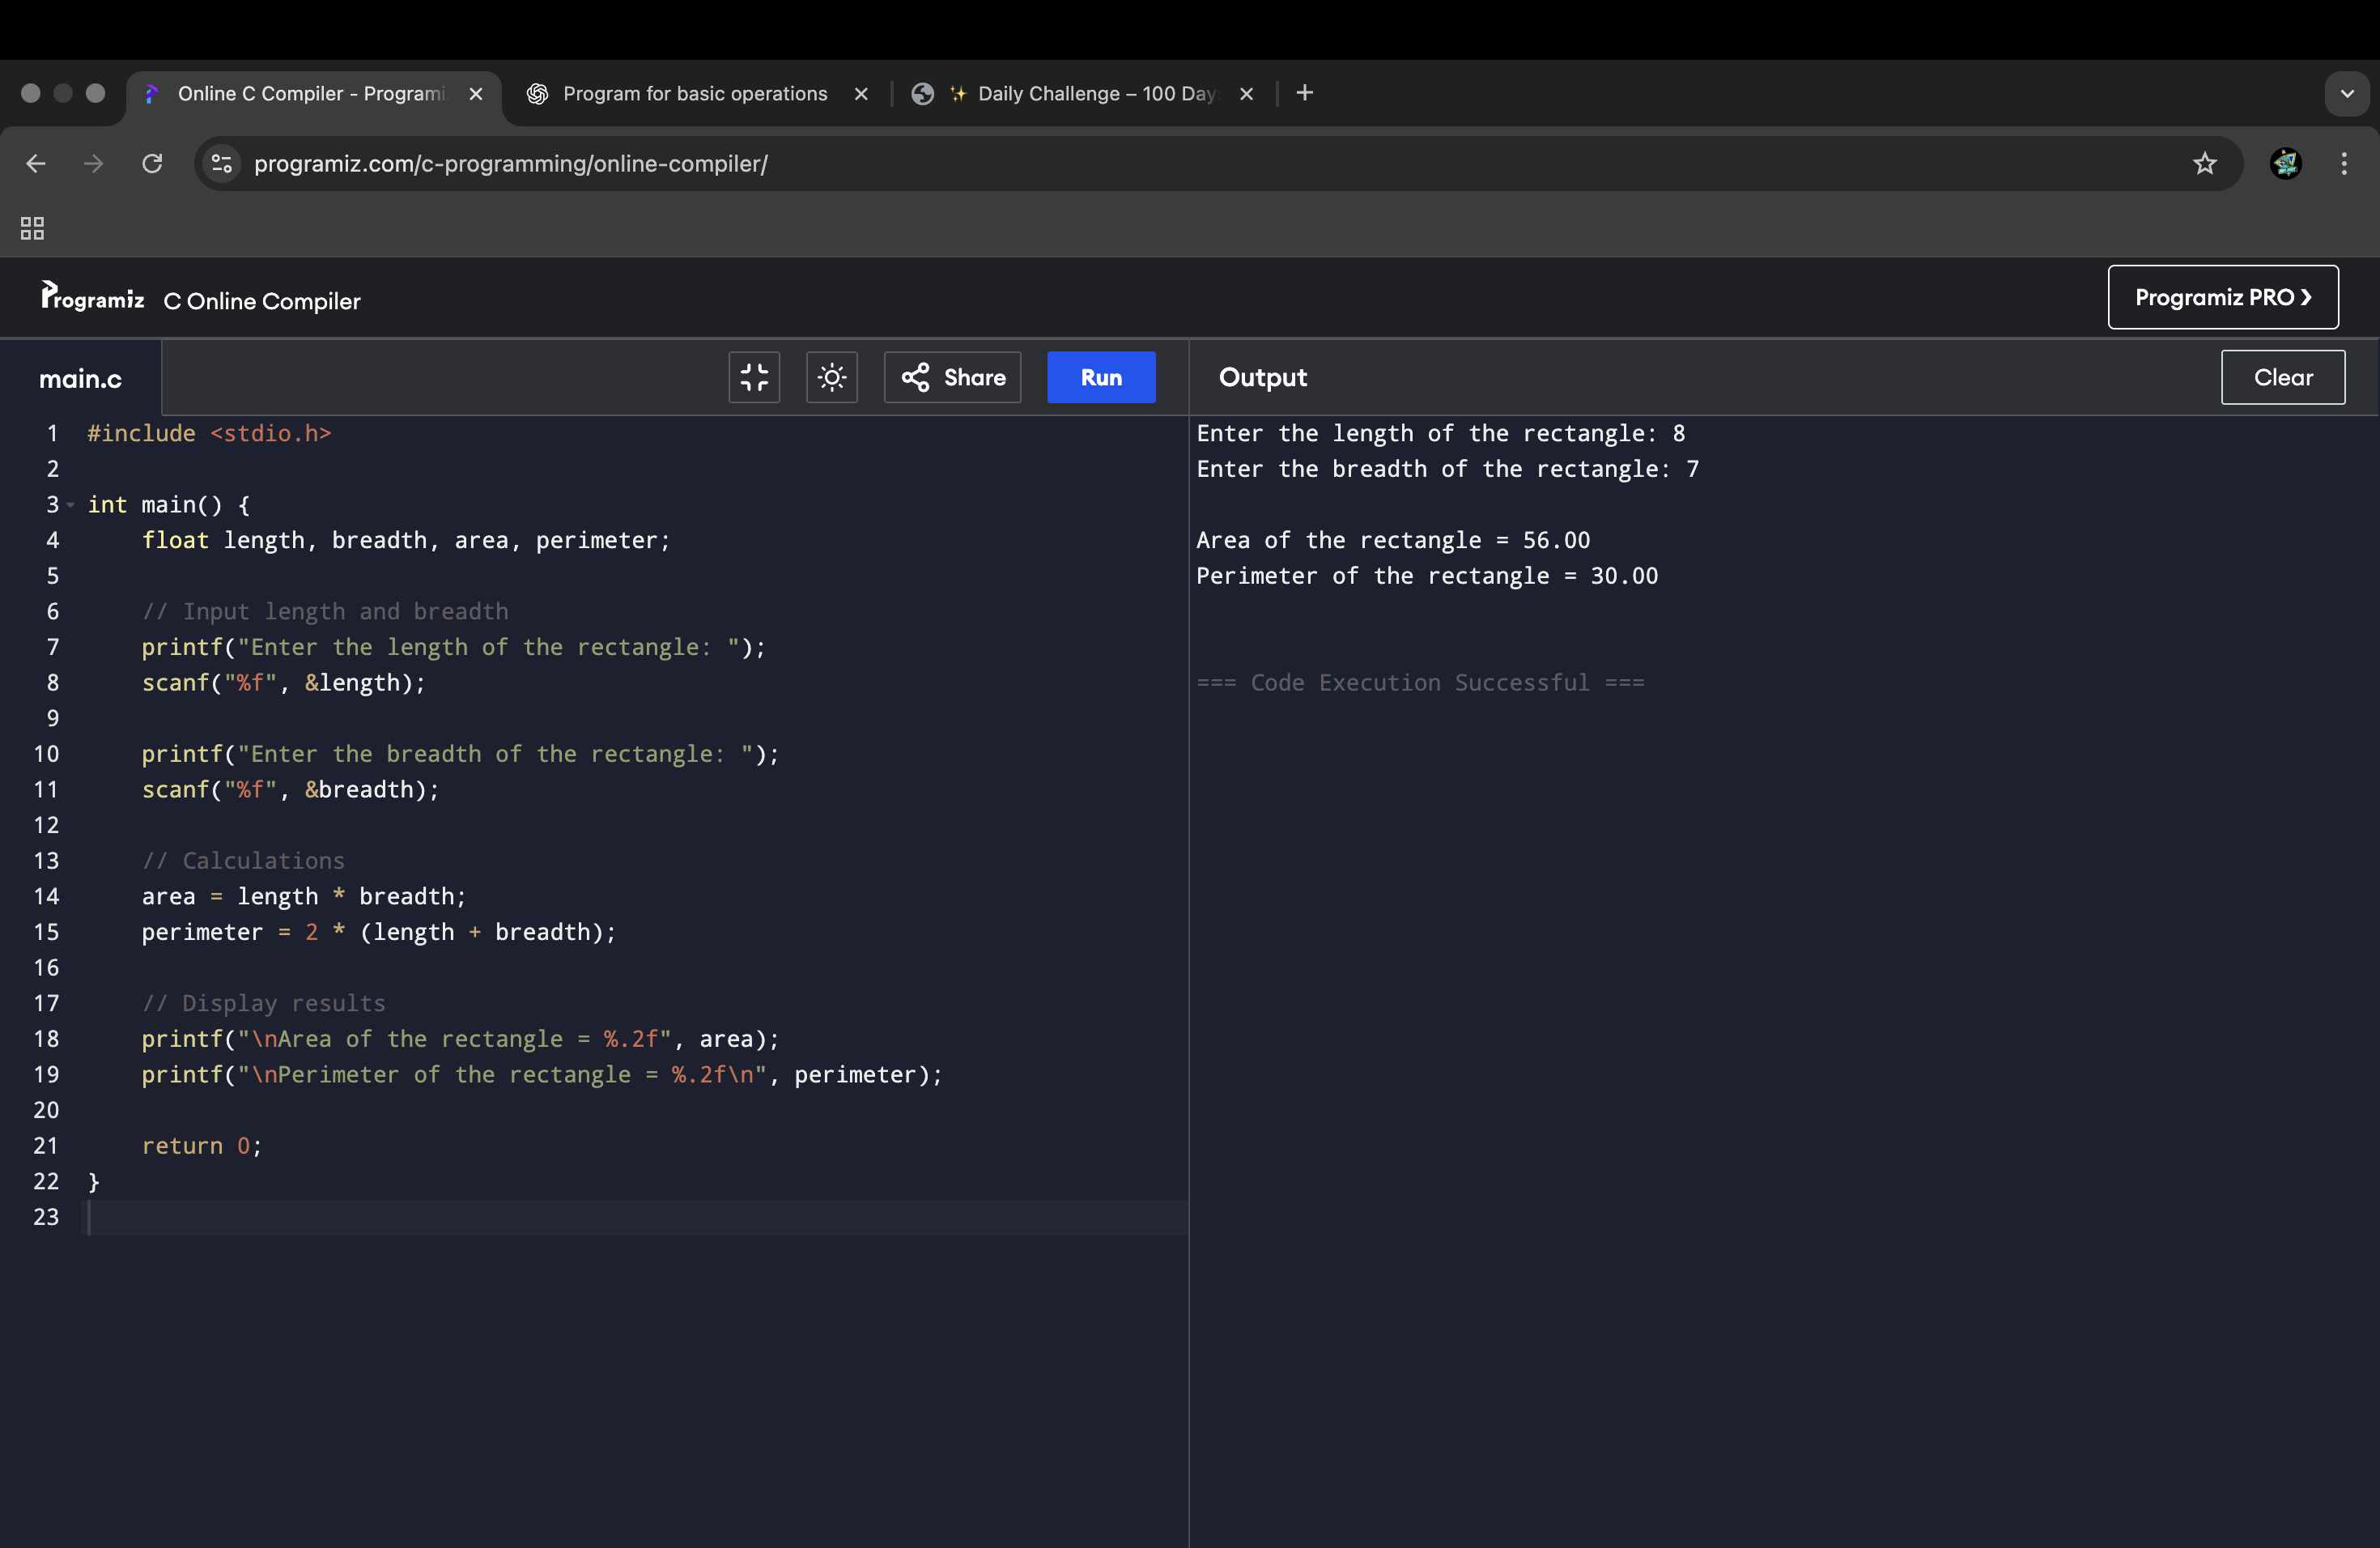 Online C Compiler - Programi
Program for basic operations
✨ Daily Challenge – 100 Day
programiz.com/c-programming/online-compiler/
Programiz C Online Compiler
Programiz PRO ❯
main.c
Share
Run
Output
Clear
1 #include <stdio.h>
2
3 int main() {
4     float length, breadth, area, perimeter;
5
6     // Input length and breadth
7     printf("Enter the length of the rectangle: ");
8     scanf("%f", &length);
9
10     printf("Enter the breadth of the rectangle: ");
11     scanf("%f", &breadth);
12
13     // Calculations
14     area = length * breadth;
15     perimeter = 2 * (length + breadth);
16
17     // Display results
18     printf("\nArea of the rectangle = %.2f", area);
19     printf("\nPerimeter of the rectangle = %.2f\n", perimeter);
20
21     return 0;
22 }
23
Enter the length of the rectangle: 8
Enter the breadth of the rectangle: 7
Area of the rectangle = 56.00
Perimeter of the rectangle = 30.00
=== Code Execution Successful ===